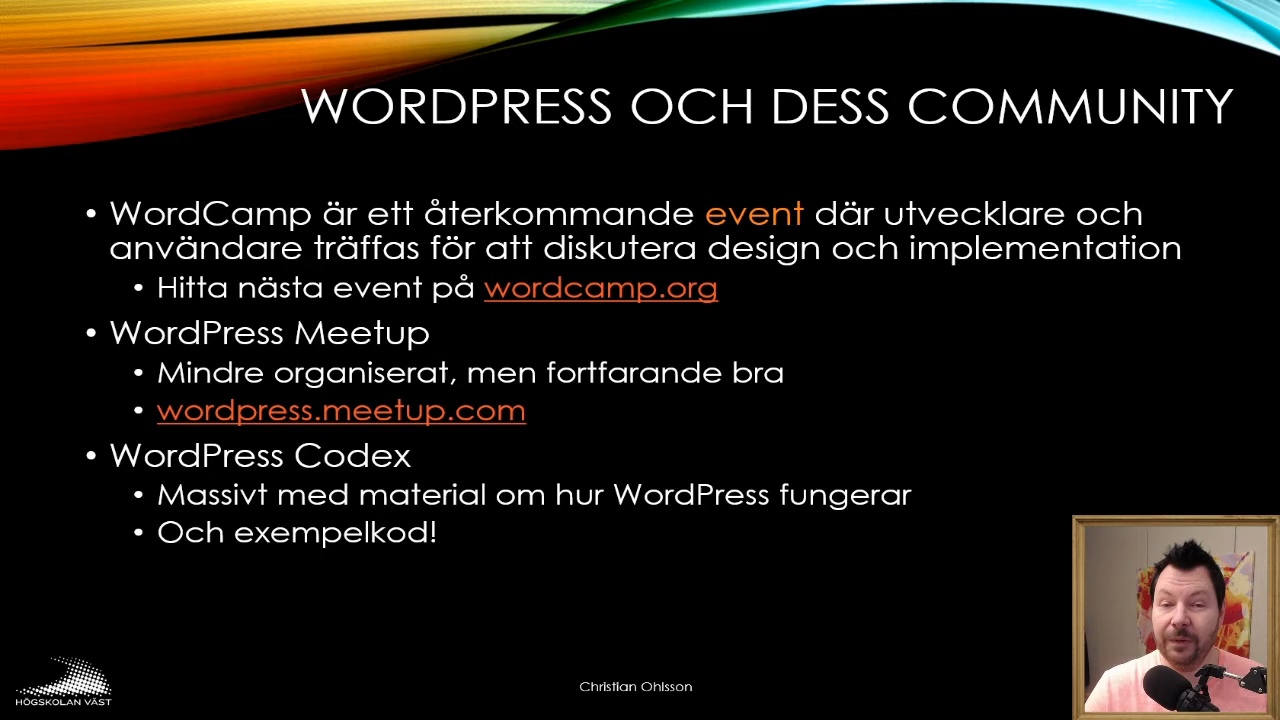 WORDPRESS OCH DESS COMMUNITY
• WordCamp är ett återkommande event där utvecklare och
användare träffas för att diskutera design och implementation
• Hitta nästa event på wordcamp.org
• WordPress Meetup
• Mindre organiserat, men fortfarande bra
• wordpress.meetup.com
• WordPress Codex
• Massivt med material om hur WordPress fungerar
• Och exempelkod!
HÖGSKOLAN VÄST
Christian Ohlsson